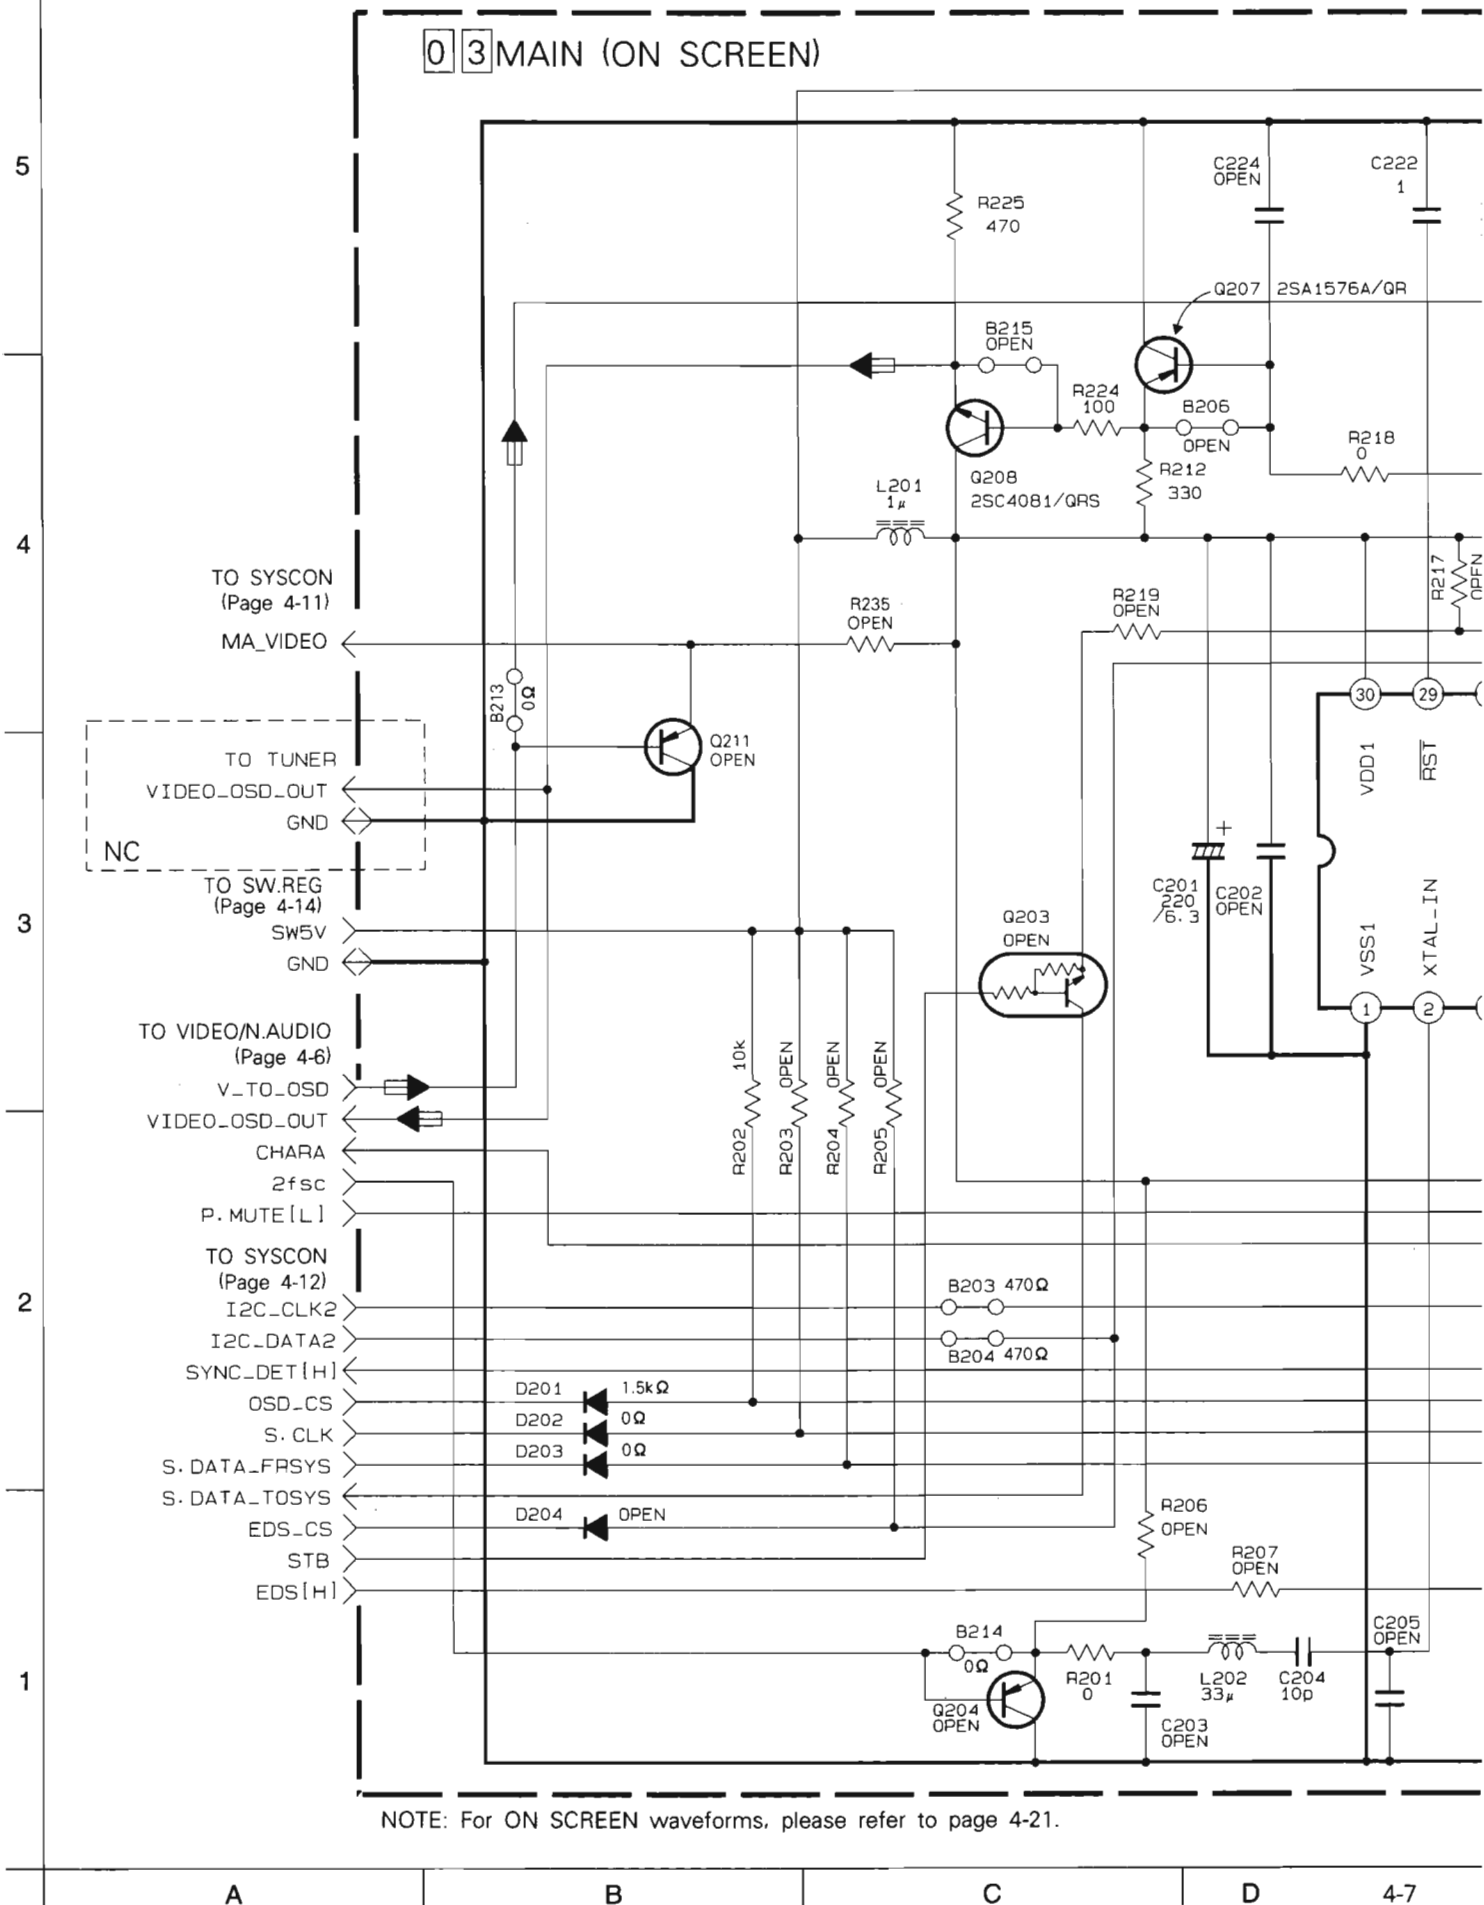 03 MAIN (ON SCREEN)
5
C224
OPEN
C222
1
R225
470
Q207 2SA1576A/QR
B215
OPEN
R224
100
B206
OPEN
R218
0
Q208
2SC4081/QRS
R212
330
L201
1μ
4
TO SYSCON
(Page 4-11)
MA_VIDEO
R235
OPEN
R219
OPEN
R217
OPEN
B213
0Ω
30
29
Q211
OPEN
TO TUNER
VIDEO_OSD_OUT
GND
NC
VDD1
RST
+
C201
220
/6.3
C202
OPEN
TO SW.REG
(Page 4-14)
SW5V
GND
3
Q203
OPEN
VSS1
XTAL_IN
1
2
TO VIDEO/N.AUDIO
(Page 4-6)
V_TO_OSD
VIDEO_OSD_OUT
CHARA
2fsc
P.MUTE[L]
R202
10k
R203
OPEN
R204
OPEN
R205
OPEN
TO SYSCON
(Page 4-12)
2
I2C_CLK2
I2C_DATA2
SYNC_DET[H]
OSD_CS
S.CLK
S.DATA_FRSYS
S.DATA_TOSYS
EDS_CS
STB
EDS[H]
B203 470Ω
B204 470Ω
D201 1.5kΩ
D202 0Ω
D203 0Ω
D204 OPEN
R206
OPEN
R207
OPEN
1
B214
0Ω
Q204
OPEN
R201
0
C203
OPEN
L202
33μ
C204
10p
C205
OPEN
NOTE: For ON SCREEN waveforms, please refer to page 4-21.
A B C D 4-7